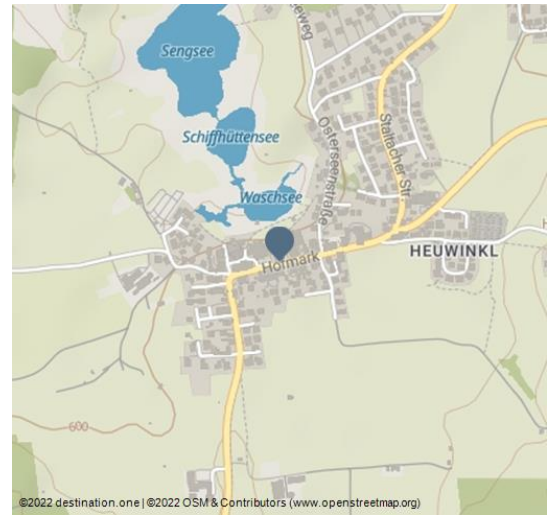 Sengsee
Schiffhüttensee
Waschsee
Osterseenstraße
Staltacher Str.
HEUWINKL
Hofmark
600
©2022 destination.one | ©2022 OSM & Contributors (www.openstreetmap.org)